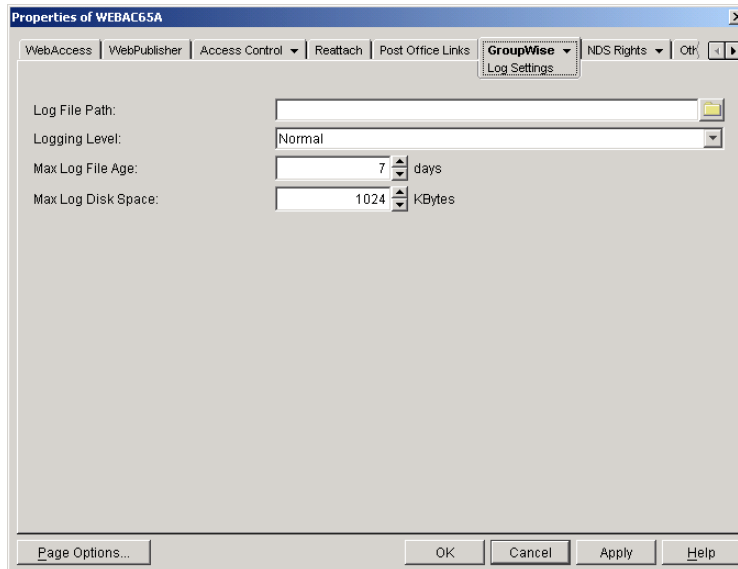 Properties of WEBAC65A
WebAccess WebPublisher Access Control Reattach Post Office Links GroupWise NDS Rights Oth
Log Settings
Log File Path:
Logging Level: Normal
Max Log File Age: 7 days
Max Log Disk Space: 1024 KBytes
Page Options... OK Cancel Apply Help